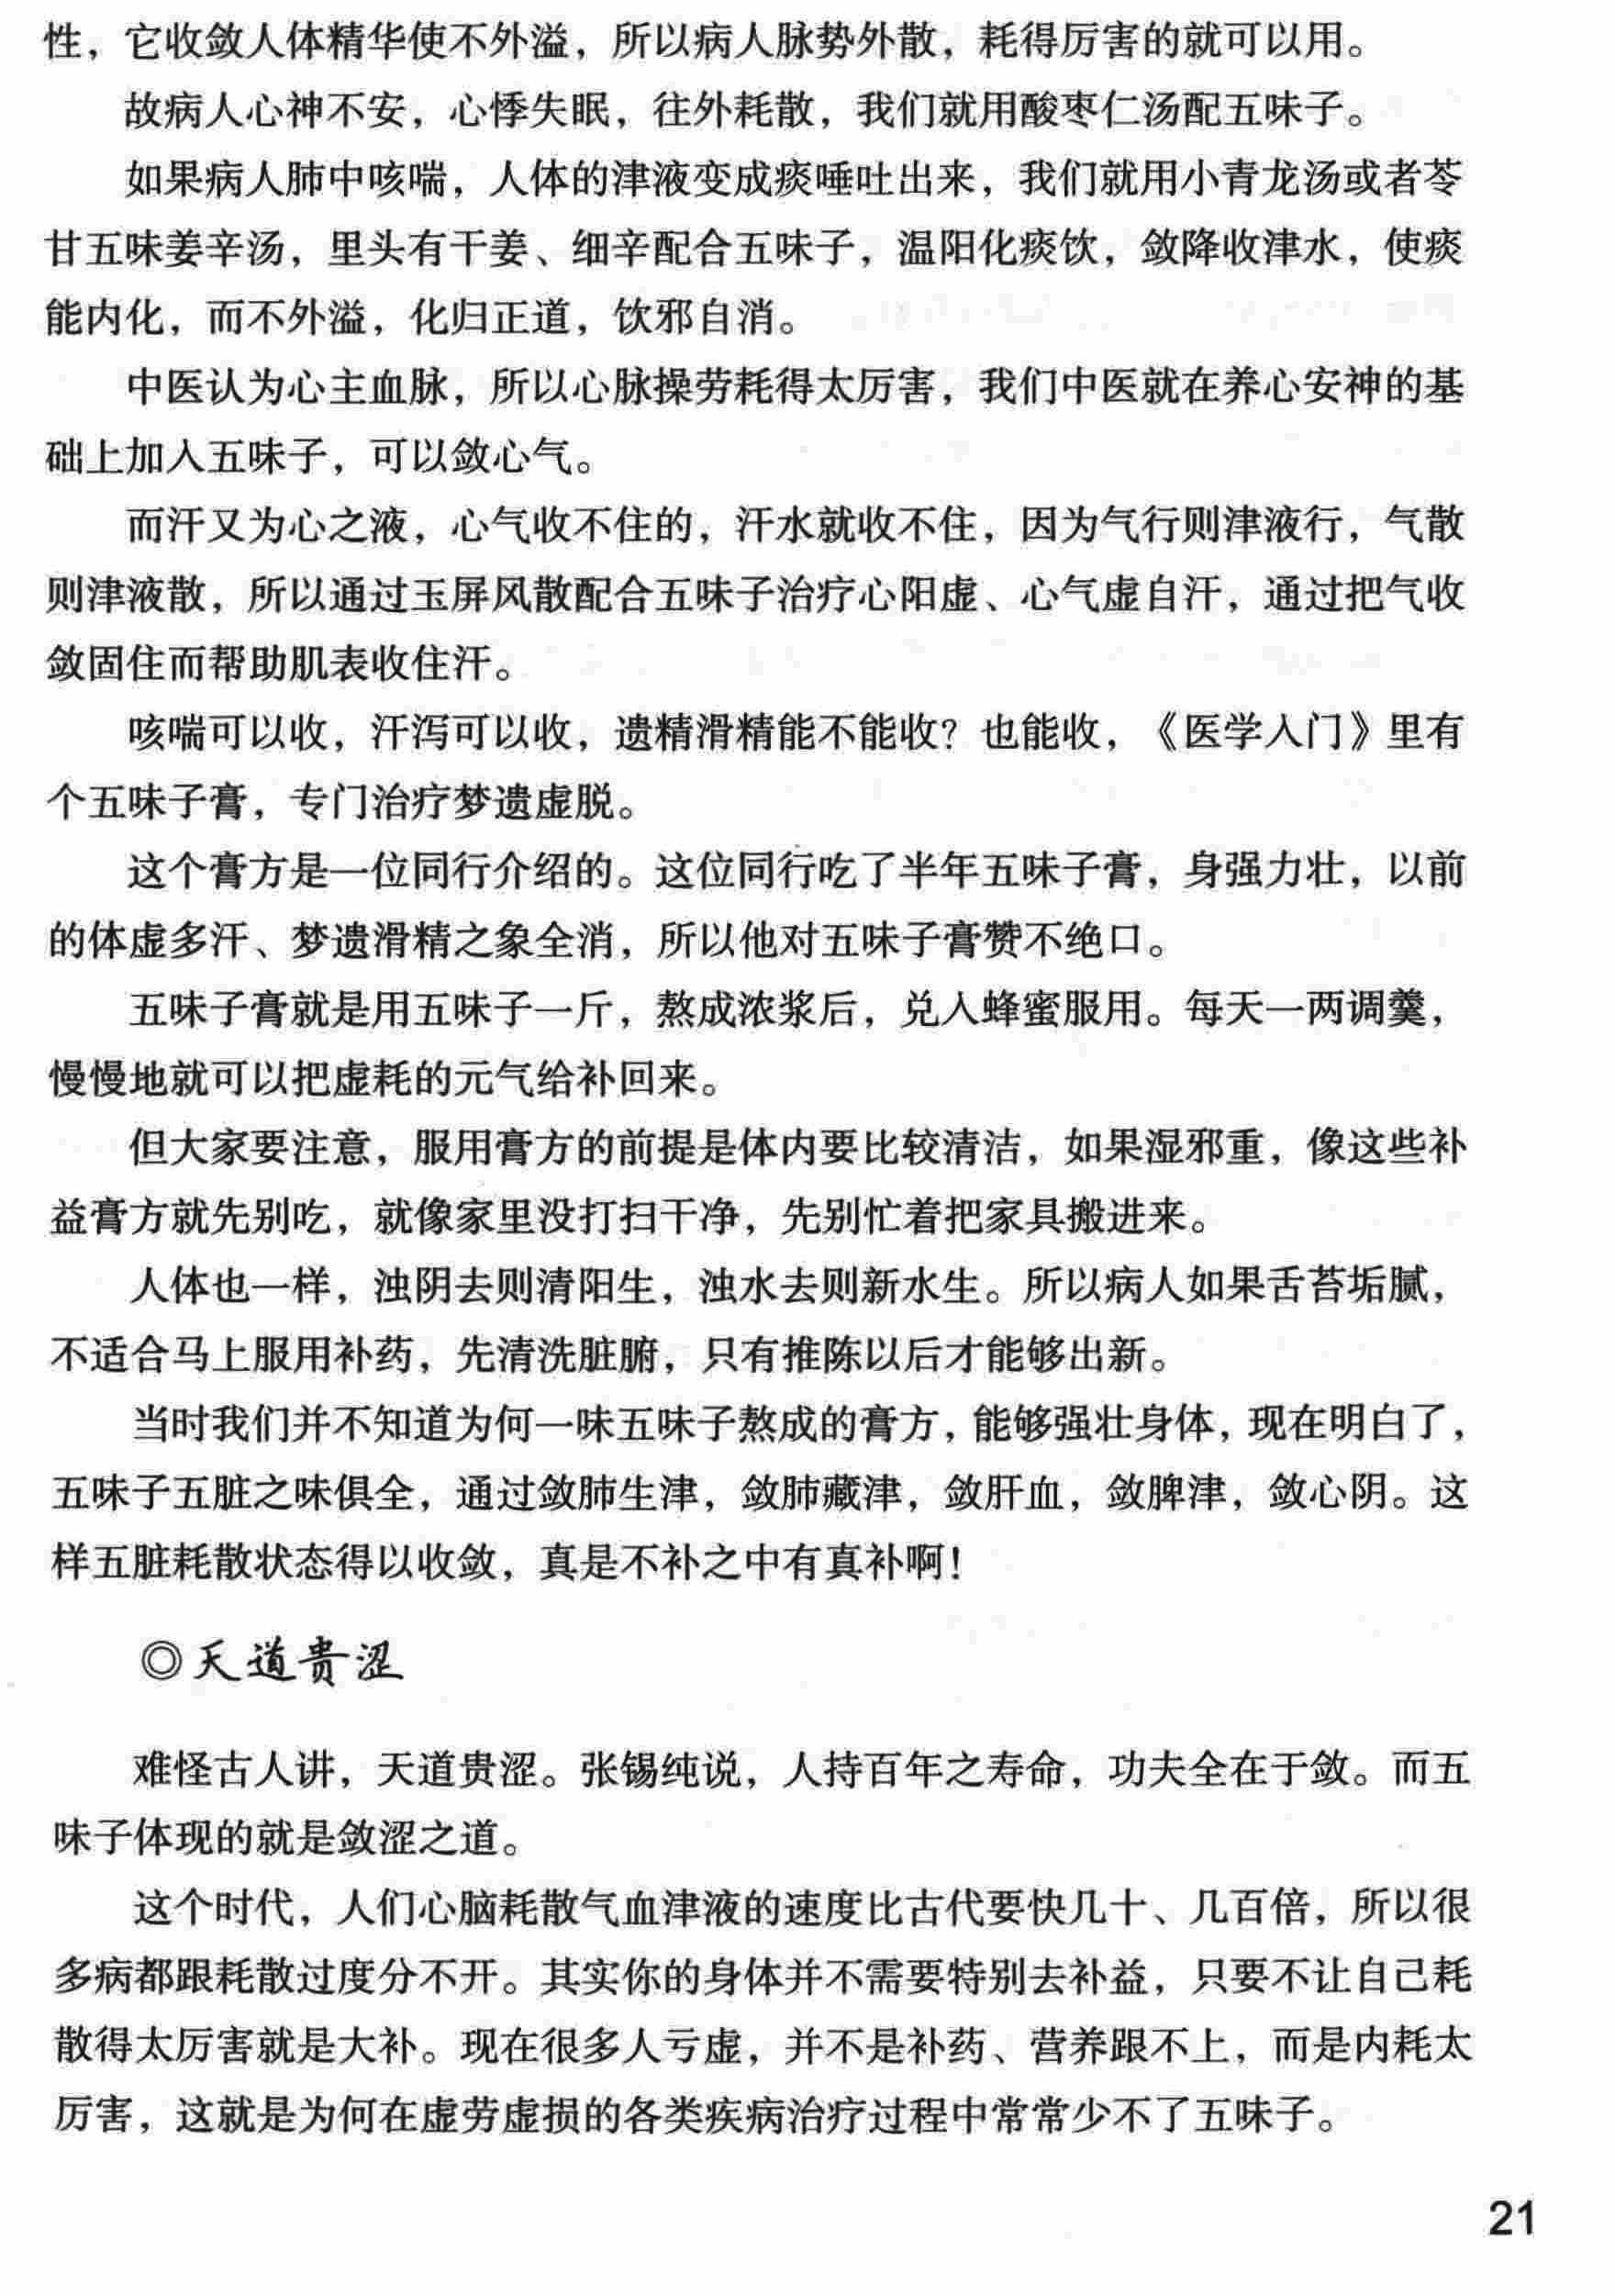 性，它收敛人体精华使不外溢，所以病人脉势外散，耗得厉害的就可以用。
故病人心神不安，心悸失眠，往外耗散，我们就用酸枣仁汤配五味子。
如果病人肺中咳喘，人体的津液变成痰唾吐出来，我们就用小青龙汤或者苓
甘五味姜辛汤，里头有干姜、细辛配合五味子，温阳化痰饮，敛降收津水，使痰
能内化，而不外溢，化归正道，饮邪自消。
中医认为心主血脉，所以心脉操劳耗得太厉害，我们中医就在养心安神的基
础上加入五味子，可以敛心气。
而汗又为心之液，心气收不住的，汗水就收不住，因为气行则津液行，气散
则津液散，所以通过玉屏风散配合五味子治疗心阳虚、心气虚自汗，通过把气收
敛固住而帮助肌表收住汗。
咳喘可以收，汗泻可以收，遗精滑精能不能收？也能收，《医学入门》里有
个五味子膏，专门治疗梦遗虚脱。
这个膏方是一位同行介绍的。这位同行吃了半年五味子膏，身强力壮，以前
的体虚多汗、梦遗滑精之象全消，所以他对五味子膏赞不绝口。
五味子膏就是用五味子一斤，熬成浓浆后，兑入蜂蜜服用。每天一两调羹，
慢慢地就可以把虚耗的元气给补回来。
但大家要注意，服用膏方的前提是体内要比较清洁，如果湿邪重，像这些补
益膏方就先别吃，就像家里没打扫干净，先别忙着把家具搬进来。
人体也一样，浊阴去则清阳生，浊水去则新水生。所以病人如果舌苔垢腻，
不适合马上服用补药，先清洗脏腑，只有推陈以后才能够出新。
当时我们并不知道为何一味五味子熬成的膏方，能够强壮身体，现在明白了，
五味子五脏之味俱全，通过敛肺生津，敛肺藏津，敛肝血，敛脾津，敛心阴。这
样五脏耗散状态得以收敛，真是不补之中有真补啊！
◎天道贵涩
难怪古人讲，天道贵涩。张锡纯说，人持百年之寿命，功夫全在于敛。而五
味子体现的就是敛涩之道。
这个时代，人们心脑耗散气血津液的速度比古代要快几十、几百倍，所以很
多病都跟耗散过度分不开。其实你的身体并不需要特别去补益，只要不让自己耗
散得太厉害就是大补。现在很多人亏虚，并不是补药、营养跟不上，而是内耗太
厉害，这就是为何在虚劳虚损的各类疾病治疗过程中常常少不了五味子。
21